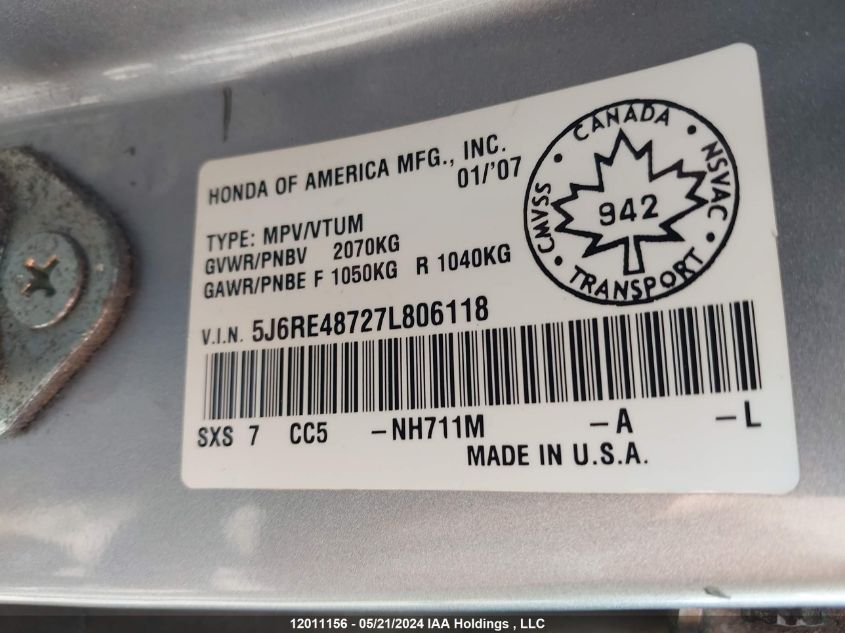 HONDA OF AMERICA MFG., INC.
01/'07
TYPE: MPV/VTUM
GVWR/PNBV 2070KG
GAWR/PNBE F 1050KG R 1040KG
V.I.N. 5J6RE48727L806118
SXS 7 CC5 -NH711M -A -L
MADE IN U.S.A.
• CANADA •
CMVSS
NSVAC
942
• TRANSPORT •
12011156 - 05/21/2024 IAA Holdings , LLC